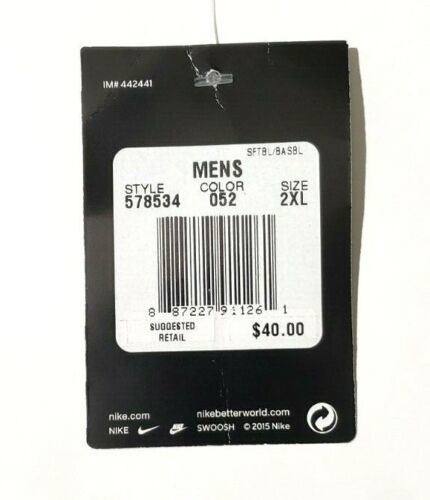 IM# 442441
SFTBL/BASBL
MENS
STYLE COLOR SIZE
578534 052 2XL
8 87227 91126 1
SUGGESTED RETAIL $40.00
nike.com nikebetterworld.com
NIKE SWOOSH © 2015 Nike